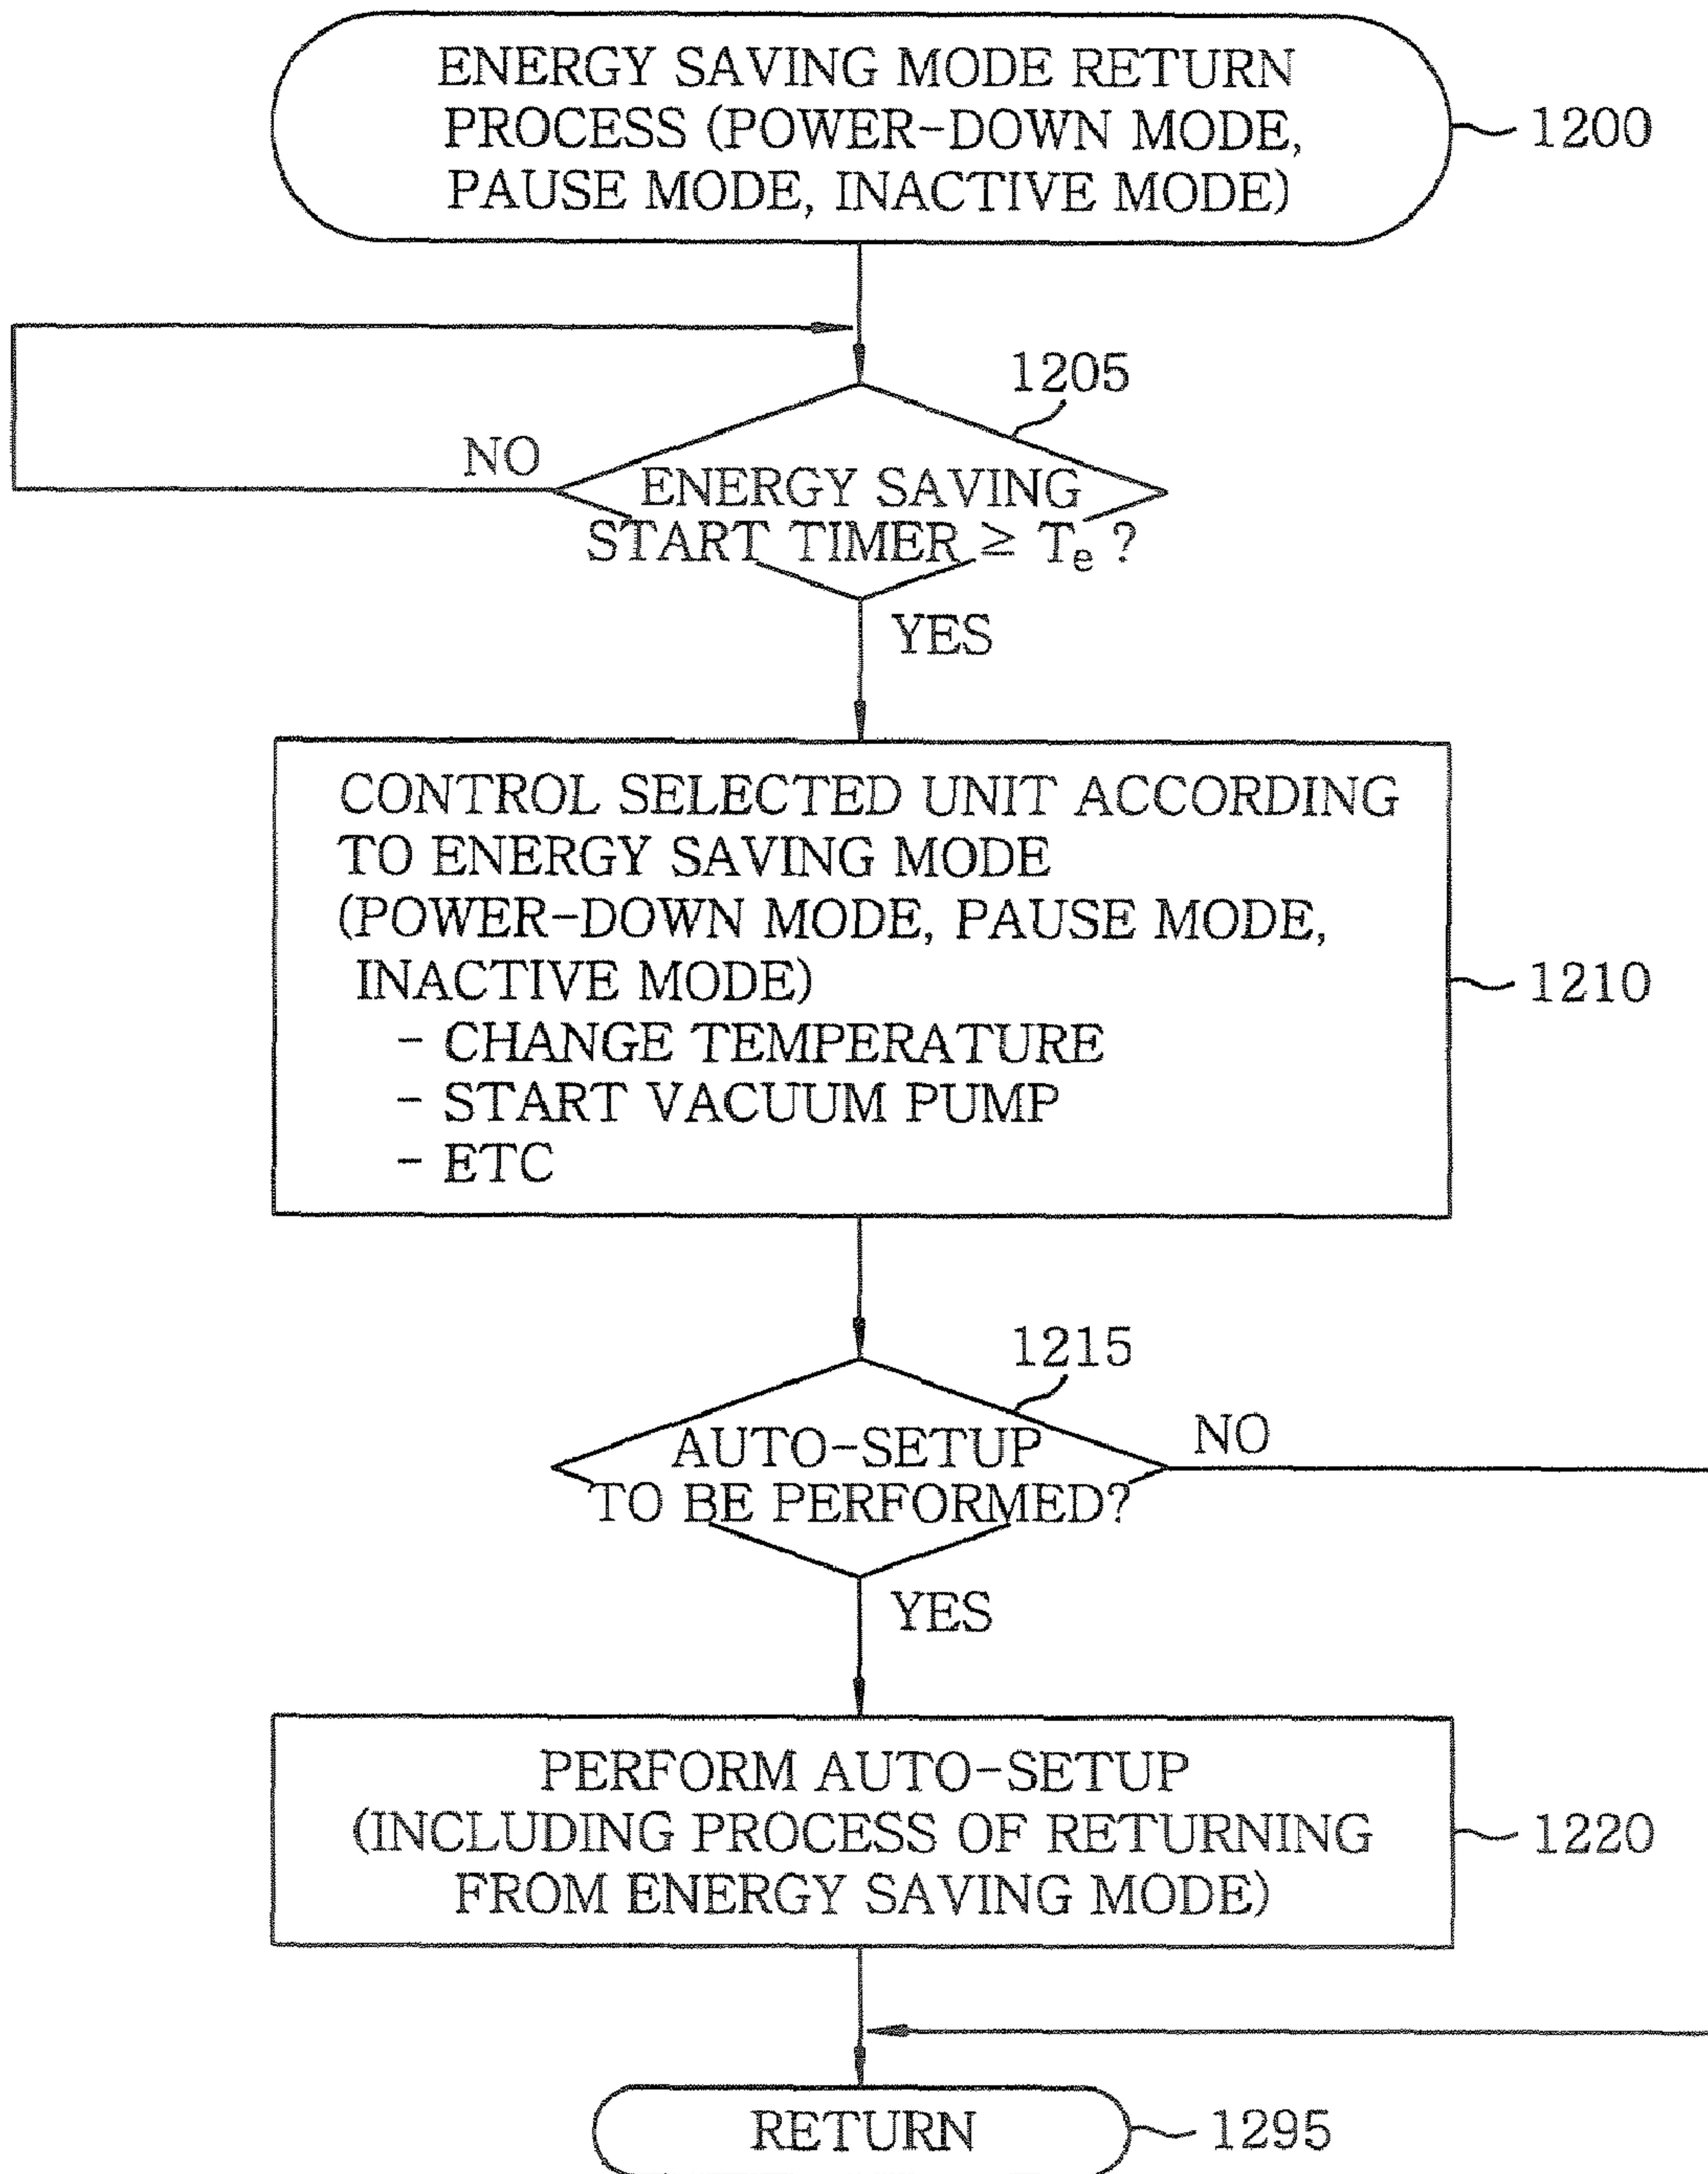 ENERGY SAVING MODE RETURN
PROCESS (POWER-DOWN MODE,
PAUSE MODE, INACTIVE MODE)
1200
1205
NO
ENERGY SAVING
START TIMER ≥ Te ?
YES
CONTROL SELECTED UNIT ACCORDING
TO ENERGY SAVING MODE
(POWER-DOWN MODE, PAUSE MODE,
INACTIVE MODE)
- CHANGE TEMPERATURE
- START VACUUM PUMP
- ETC
1210
1215
AUTO-SETUP
TO BE PERFORMED?
NO
YES
PERFORM AUTO-SETUP
(INCLUDING PROCESS OF RETURNING
FROM ENERGY SAVING MODE)
1220
RETURN
1295